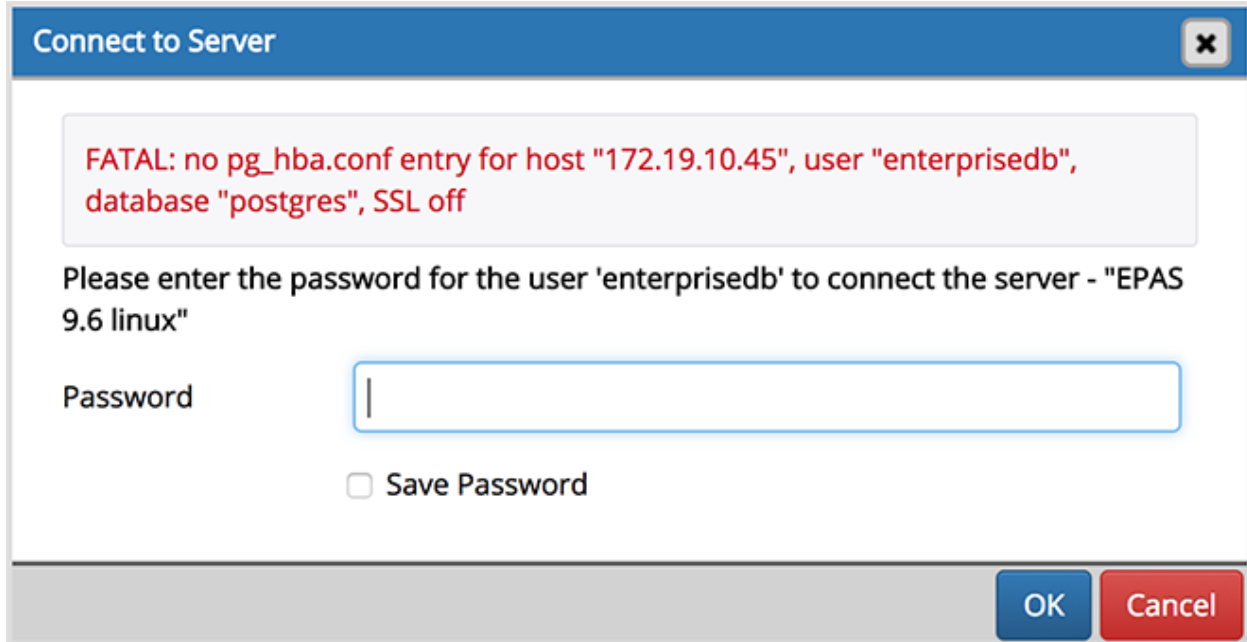 Connect to Server
FATAL: no pg_hba.conf entry for host "172.19.10.45", user "enterprisedb",
database "postgres", SSL off
Please enter the password for the user 'enterprisedb' to connect the server - "EPAS
9.6 linux"
Password
Save Password
OK Cancel